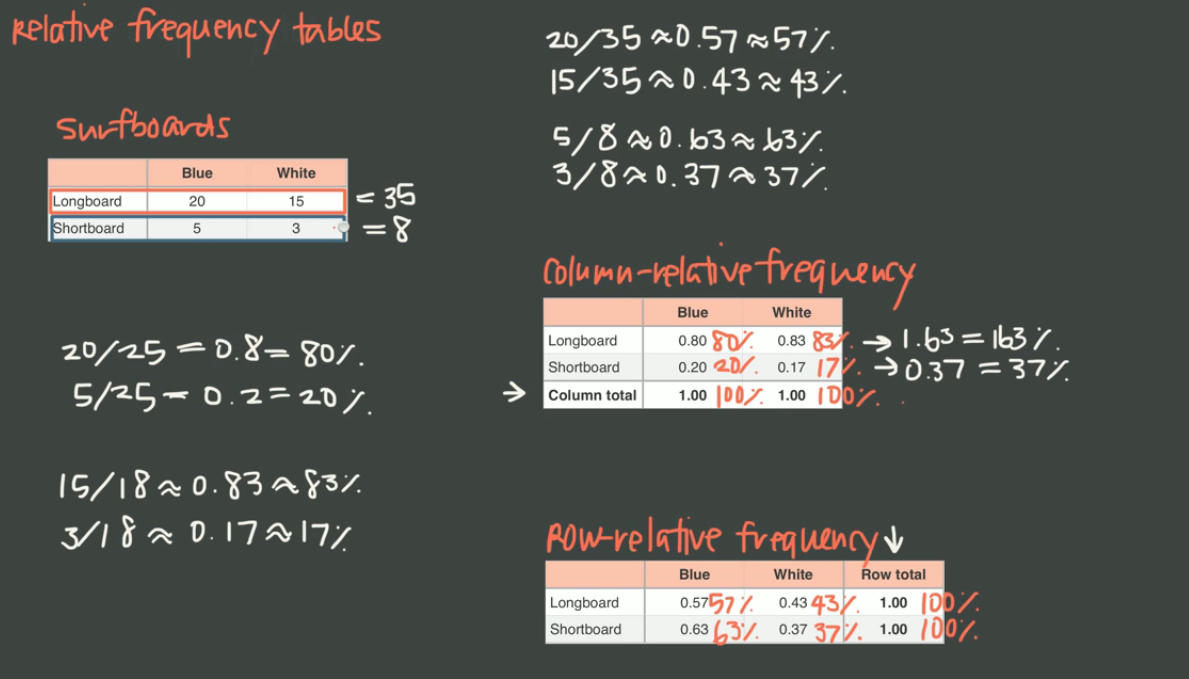 Relative frequency tables
Surfboards
Blue White
Longboard 20 15 = 35
Shortboard 5 3 = 8
20/25 = 0.8 = 80%.
5/25 = 0.2 = 20%.
15/18 ≈ 0.83 ≈ 83%.
3/18 ≈ 0.17 ≈ 17%
20/35 ≈ 0.57 ≈ 57%.
15/35 ≈ 0.43 ≈ 43%.
5/8 ≈ 0.63 ≈ 63%.
3/8 ≈ 0.37 ≈ 37%.
Column-relative frequency
Blue White
Longboard 0.80 80%. 0.83 83%. → 1.63 = 163%.
Shortboard 0.20 20%. 0.17 17%. → 0.37 = 37%.
→ Column total 1.00 100%. 1.00 100%.
Row-relative frequency ↓
Blue White Row total
Longboard 0.57 57%. 0.43 43%. 1.00 100%.
Shortboard 0.63 63%. 0.37 37%. 1.00 100%.